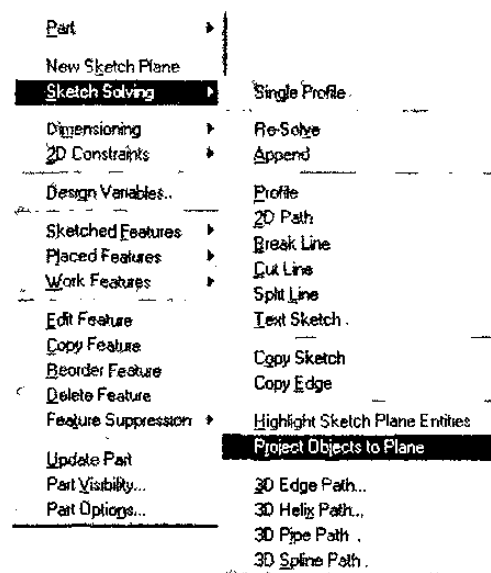 Part
New Sketch Plane
Sketch Solving
Dimensioning
2D Constraints
Design Variables..
Sketched Features
Placed Features
Work Features
Edit Feature
Copy Feature
Reorder Feature
Delete Feature
Feature Suppression
Update Part
Part Visibility...
Part Options...
Single Profile
Re-Solve
Append
Profile
2D Path
Break Line
Cut Line
Split Line
Text Sketch .
Copy Sketch
Copy Edge
Highlight Sketch Plane Entities
Project Objects to Plane
3D Edge Path...
3D Helix Path...
3D Pipe Path .
3D Spline Path .